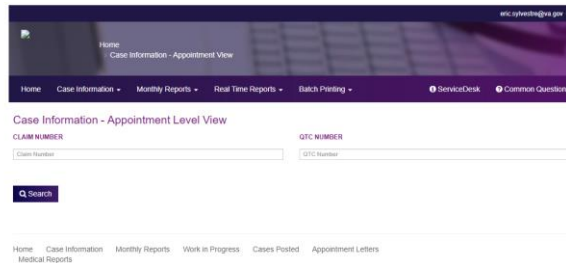 eric.sylvestre@va.gov
Home
Case Information - Appointment View
Home Case Information Monthly Reports Real Time Reports Batch Printing ServiceDesk Common Question
Case Information - Appointment Level View
CLAIM NUMBER QTC NUMBER
Claim Number QTC Number
Search
Home Case Information Monthly Reports Work in Progress Cases Posted Appointment Letters
Medical Reports